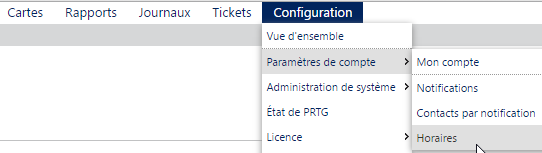 Cartes Rapports Journaux Tickets Configuration
Vue d'ensemble
Paramètres de compte
Administration de système
État de PRTG
Licence
Mon compte
Notifications
Contacts par notification
Horaires